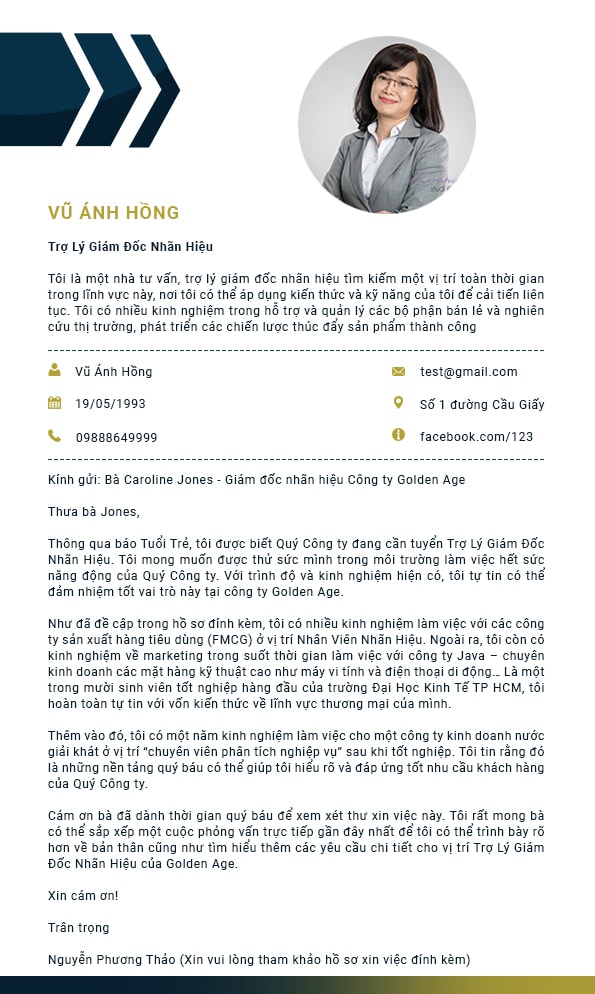 VŨ ÁNH HỒNG
Trợ Lý Giám Đốc Nhãn Hiệu
Tôi là một nhà tư vấn, trợ lý giám đốc nhãn hiệu tìm kiếm một vị trí toàn thời gian
trong lĩnh vực này, nơi tôi có thể áp dụng kiến thức và kỹ năng của tôi để cải tiến liên
tục. Tôi có nhiều kinh nghiệm trong hỗ trợ và quản lý các bộ phận bán lẻ và nghiên
cứu thị trường, phát triển các chiến lược thúc đẩy sản phẩm thành công
Vũ Ánh Hồng
test@gmail.com
19/05/1993
Số 1 đường Cầu Giấy
09888649999
facebook.com/123
Kính gửi: Bà Caroline Jones - Giám đốc nhãn hiệu Công ty Golden Age
Thưa bà Jones,
Thông qua báo Tuổi Trẻ, tôi được biết Quý Công ty đang cần tuyển Trợ Lý Giám Đốc
Nhãn Hiệu. Tôi mong muốn được thử sức mình trong môi trường làm việc hết sức
năng động của Quý Công ty. Với trình độ và kinh nghiệm hiện có, tôi tự tin có thể
đảm nhiệm tốt vai trò này tại công ty Golden Age.
Như đã đề cập trong hồ sơ đính kèm, tôi có nhiều kinh nghiệm làm việc với các công
ty sản xuất hàng tiêu dùng (FMCG) ở vị trí Nhân Viên Nhãn Hiệu. Ngoài ra, tôi còn có
kinh nghiệm về marketing trong suốt thời gian làm việc với công ty Java – chuyên
kinh doanh các mặt hàng kỹ thuật cao như máy vi tính và điện thoại di động… Là một
trong mười sinh viên tốt nghiệp hàng đầu của trường Đại Học Kinh Tế TP HCM, tôi
hoàn toàn tự tin với vốn kiến thức về lĩnh vực thương mại của mình.
Thêm vào đó, tôi có một năm kinh nghiệm làm việc cho một công ty kinh doanh nước
giải khát ở vị trí “chuyên viên phân tích nghiệp vụ” sau khi tốt nghiệp. Tôi tin rằng đó
là những nền tảng quý báu có thể giúp tôi hiểu rõ và đáp ứng tốt nhu cầu khách hàng
của Quý Công ty.
Cám ơn bà đã dành thời gian quý báu để xem xét thư xin việc này. Tôi rất mong bà
có thể sắp xếp một cuộc phỏng vấn trực tiếp gần đây nhất để tôi có thể trình bày rõ
hơn về bản thân cũng như tìm hiểu thêm các yêu cầu chi tiết cho vị trí Trợ Lý Giám
Đốc Nhãn Hiệu của Golden Age.
Xin cám ơn!
Trân trọng
Nguyễn Phương Thảo (Xin vui lòng tham khảo hồ sơ xin việc đính kèm)